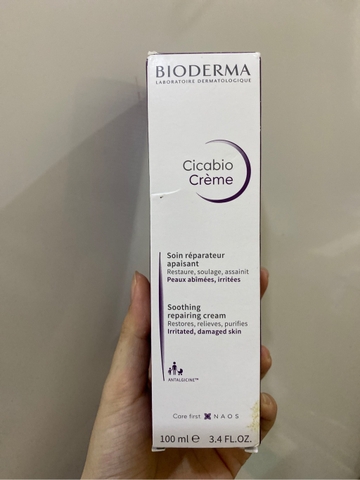 BIODERMA
LABORATOIRE DERMATOLOGIQUE
Cicabio
Crème
Soin réparateur
apaisant
Restaure, soulage, assainit
Peaux abîmées, irritées
Soothing
repairing cream
Restores, relieves, purifies
Irritated, damaged skin
ANTALGICINE™
Care first NAOS
100 ml ℮ 3.4 FL.OZ.